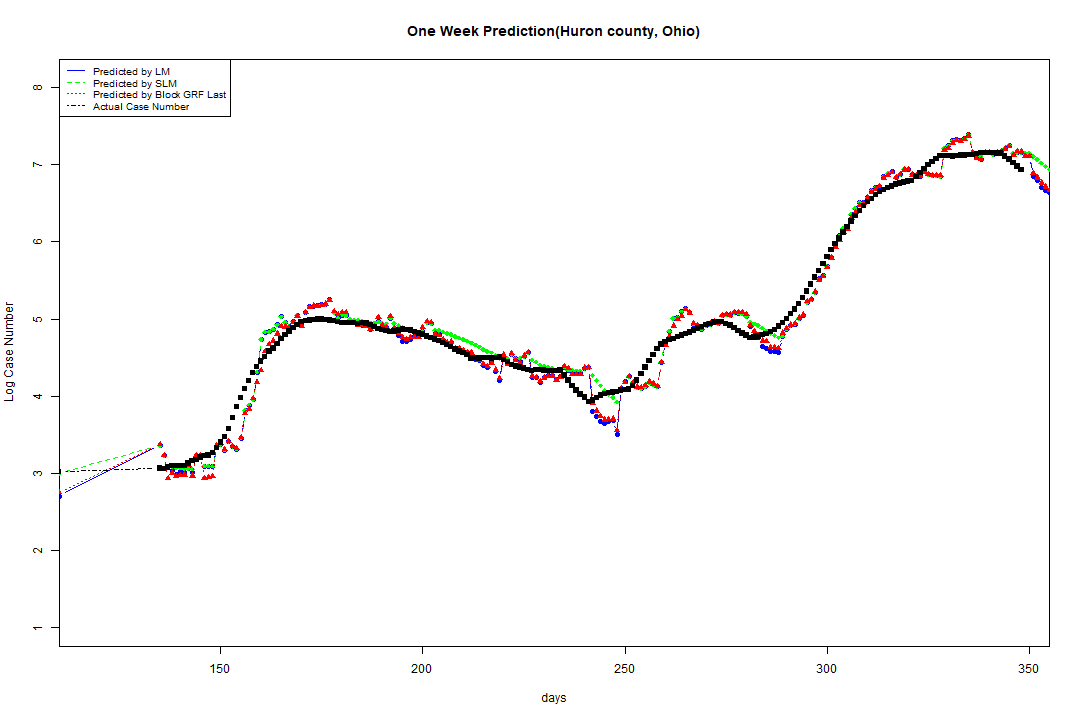 One Week Prediction(Huron county, Ohio)
Predicted by LM
Predicted by SLM
Predicted by Block GRF Last
Actual Case Number
8
7
6
5
4
3
2
1
Log Case Number
150 200 250 300 350
days